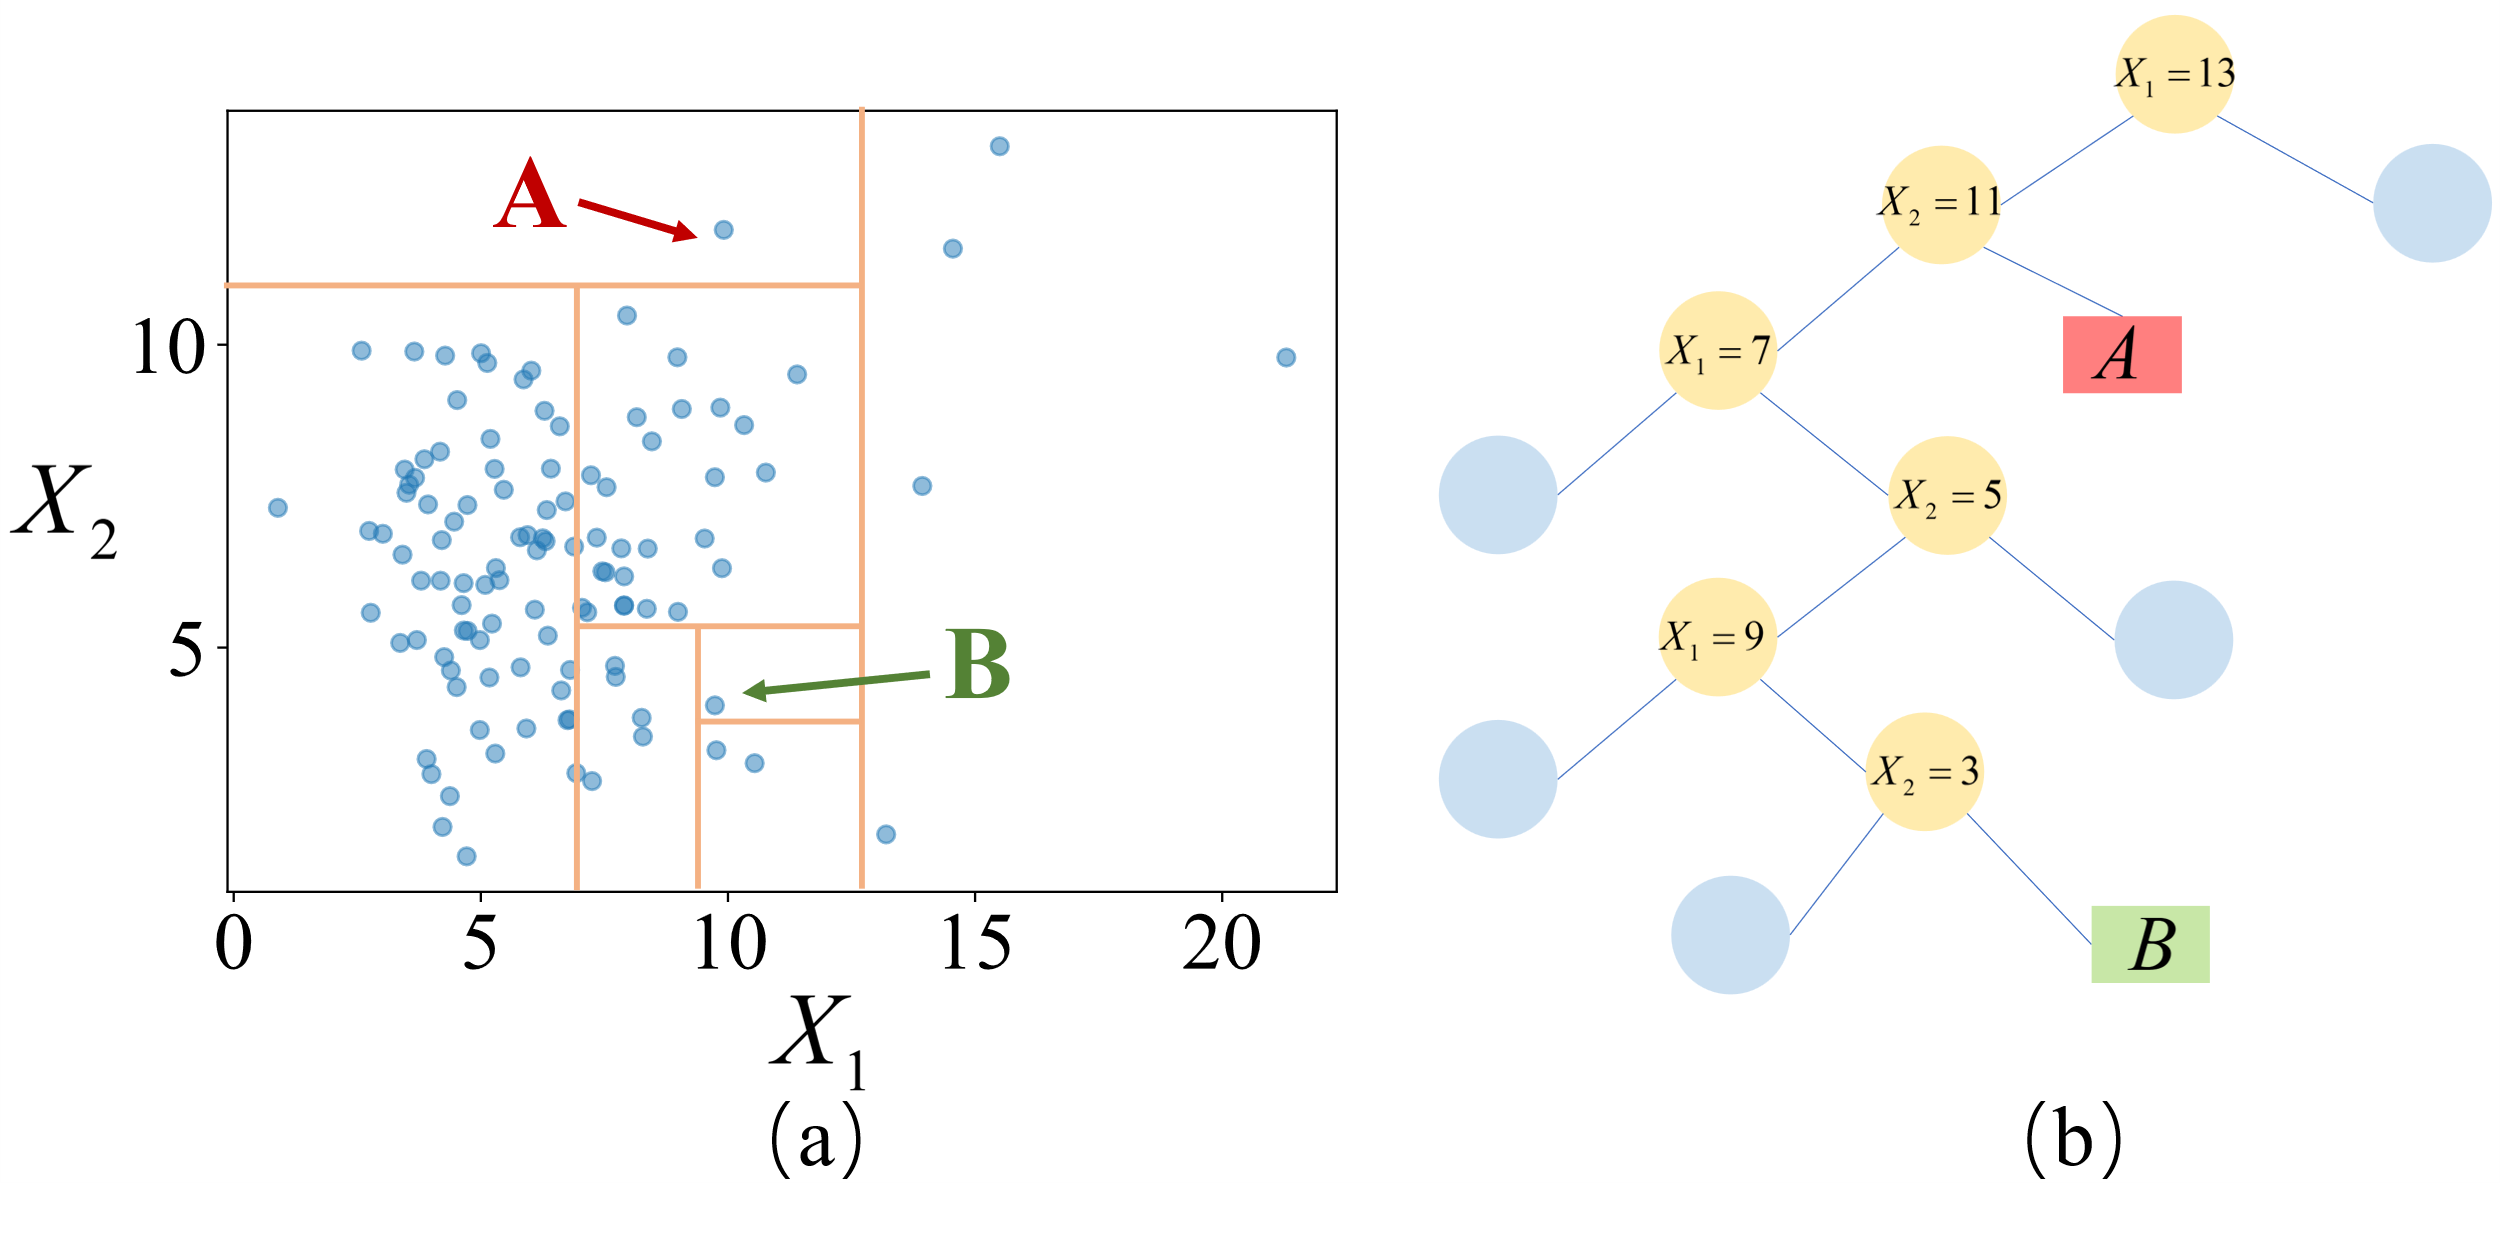 A
10
X₂
5
B
0 5 10 15 20
X₁
(a)
X₁ = 13
X₂ = 11
X₁ = 7
A
X₂ = 5
X₁ = 9
X₂ = 3
B
(b)